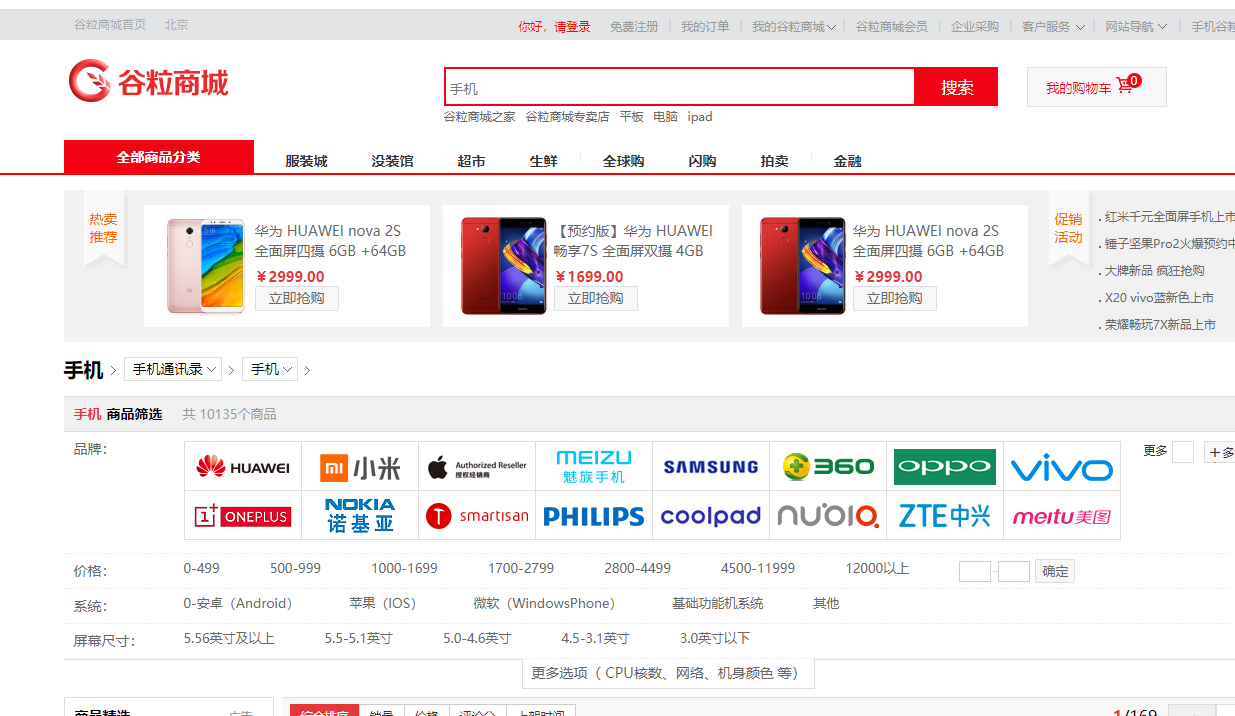 谷粒商城首页 北京 你好，请登录 免费注册 我的订单 我的谷粒商城 谷粒商城会员 企业采购 客户服务 网站导航 手机谷粒
谷粒商城
手机 搜索 我的购物车 0
谷粒商城之家 谷粒商城专卖店 平板 电脑 ipad
全部商品分类 服装城 没装馆 超市 生鲜 全球购 闪购 拍卖 金融
热卖
推荐
华为 HUAWEI nova 2S
全面屏四摄 6GB +64GB
￥2999.00
立即抢购
【预约版】华为 HUAWEI
畅享7S 全面屏双摄 4GB
￥1699.00
立即抢购
华为 HUAWEI nova 2S
全面屏四摄 6GB +64GB
￥2999.00
立即抢购
促销
活动
. 红米千元全面屏手机上市
. 锤子坚果Pro2火爆预约中
. 大牌新品 疯狂抢购
. X20 vivo蓝新色上市
. 荣耀畅玩7X新品上市
手机 手机通讯录 手机
手机 商品筛选 共 10135个商品
品牌： 更多 +多
HUAWEI 小米 Authorized Reseller 授权经销商 MEIZU 魅族手机 SAMSUNG 360 oppo vivo
1+ ONEPLUS NOKIA 诺基亚 T smartisan PHILIPS coolpad nubia ZTE中兴 meitu美图
价格： 0-499 500-999 1000-1699 1700-2799 2800-4499 4500-11999 12000以上 - 确定
系统： 0-安卓（Android） 苹果（IOS） 微软（WindowsPhone） 基础功能机系统 其他
屏幕尺寸： 5.56英寸及以上 5.5-5.1英寸 5.0-4.6英寸 4.5-3.1英寸 3.0英寸以下
更多选项（ CPU核数、网络、机身颜色 等）
商品精选 广告 综合排序 销量 价格 评论分 上架时间 1/169